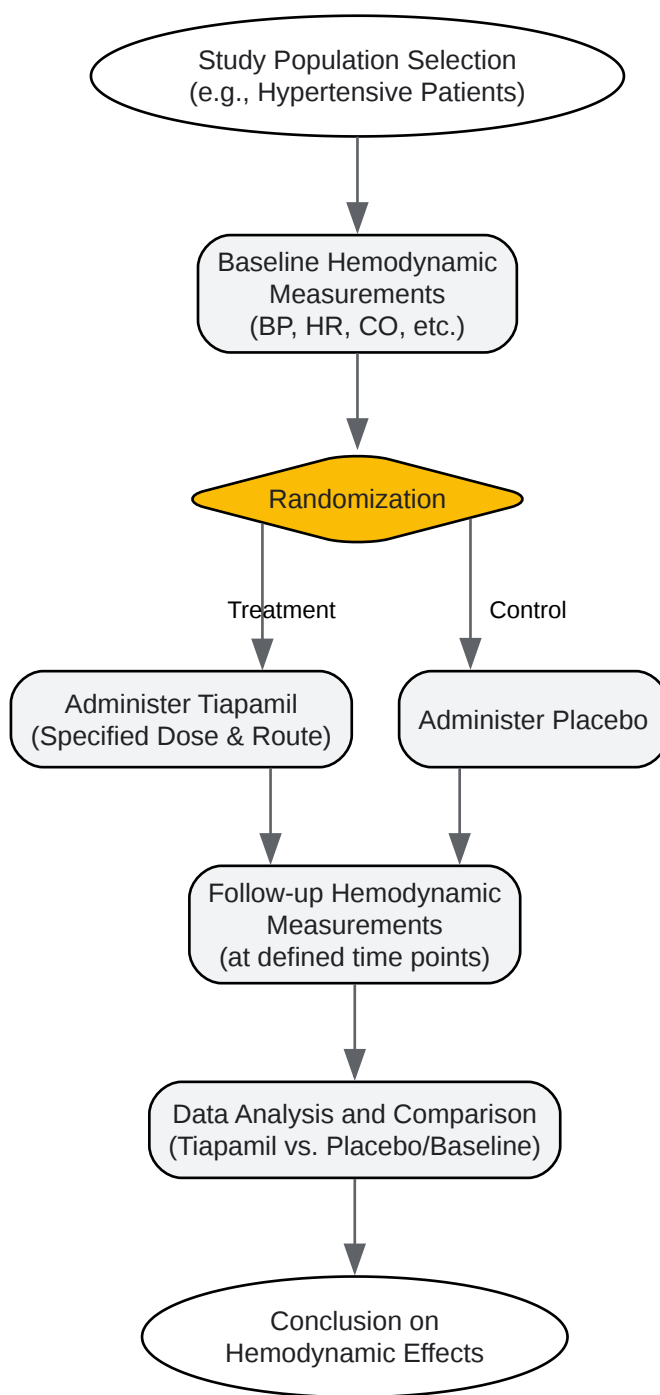 Study Population Selection
(e.g., Hypertensive Patients)
Baseline Hemodynamic
Measurements
(BP, HR, CO, etc.)
Randomization
Treatment
Control
Administer Tiapamil
(Specified Dose & Route)
Administer Placebo
Follow-up Hemodynamic
Measurements
(at defined time points)
Data Analysis and Comparison
(Tiapamil vs. Placebo/Baseline)
Conclusion on
Hemodynamic Effects